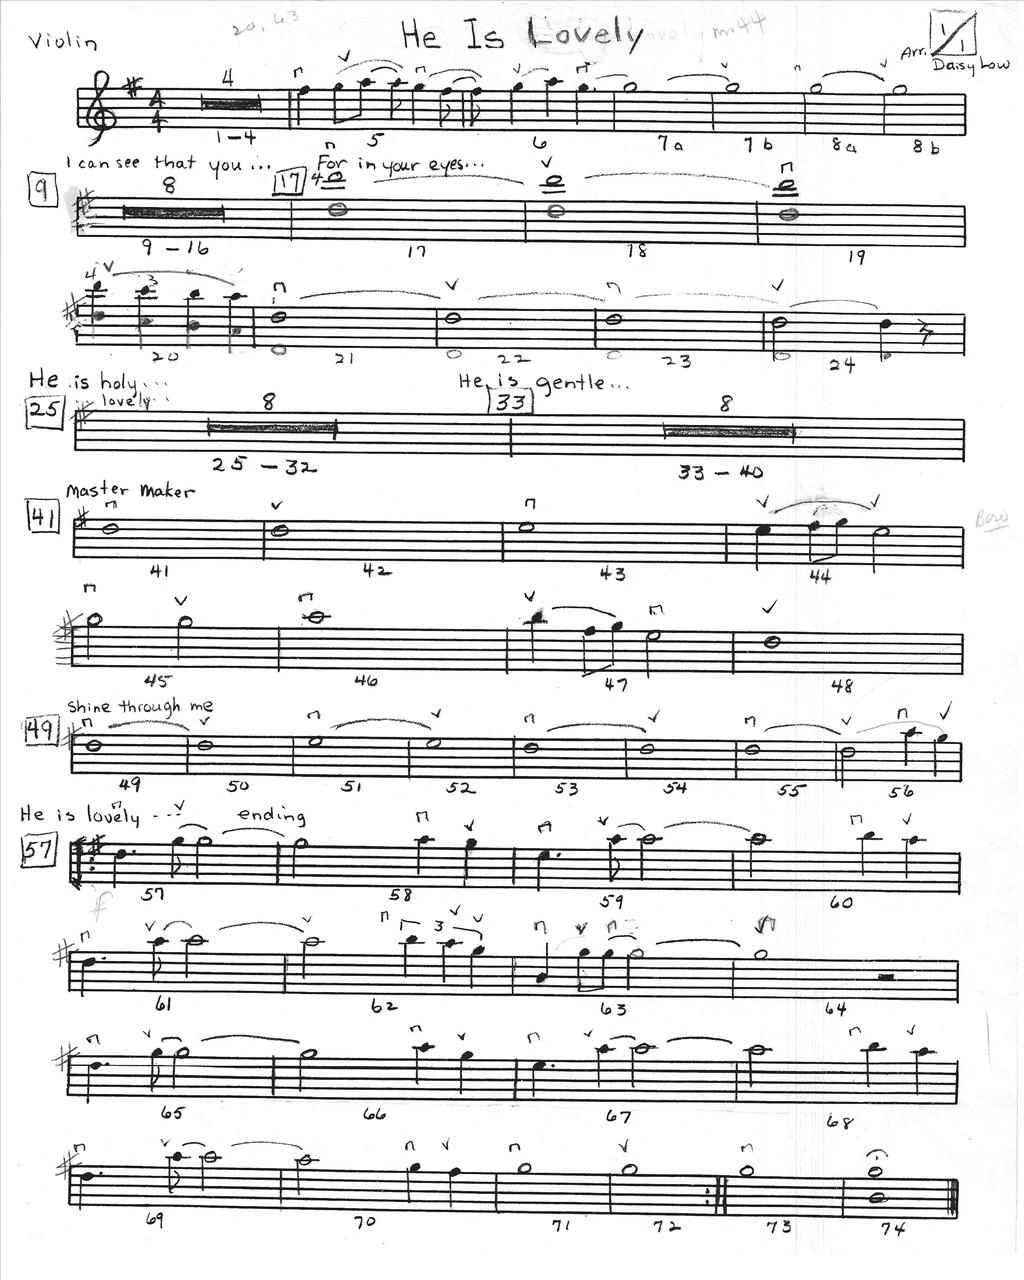 Violin
20, 63
He Is Lovely
1/1
Arr. Daisy Low
4
1-4 5 6 7a 7b 8a 8b
I can see that you ... For in your eyes...
9 8 17 4
9 - 16 17 18 19
4 3
20 21 22 23 24
He is holy... He is gentle...
lovely...
25 8 33 8
25 - 32 33 - 40
Master Maker
41
Bow
41 42 43 44
45 46 47 48
Shine through me
49
49 50 51 52 53 54 55 56
He is lovely --- ending
57
57 58 59 60
3
61 62 63 64
65 66 67 68
69 70 71 72 73 74